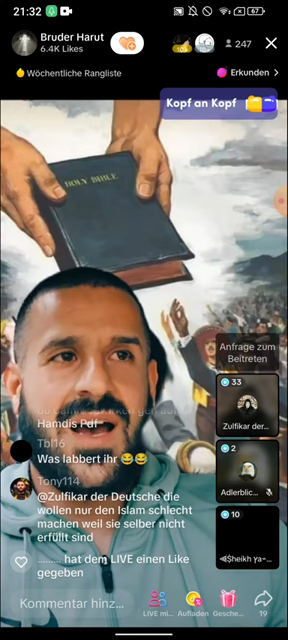 21:32
67
Bruder Harut
6.4K Likes
247
Wöchentliche Rangliste
Erkunden >
Kopf an Kopf
HOLY BIBLE
Anfrage zum
Beitreten
33
Zulfikar der...
2
Adlerblic...
10
Hamdis Pdf
Tbl16
Was labbert ihr 😂😂
Tony114
@Zulfikar der Deutsche die
wollen nur den Islam schlecht
machen weil sie selber nicht
erfüllt sind
......... hat dem LIVE einen Like
gegeben
Kommentar hinz...
LIVE mi...
Aufladen
Gesche...
19